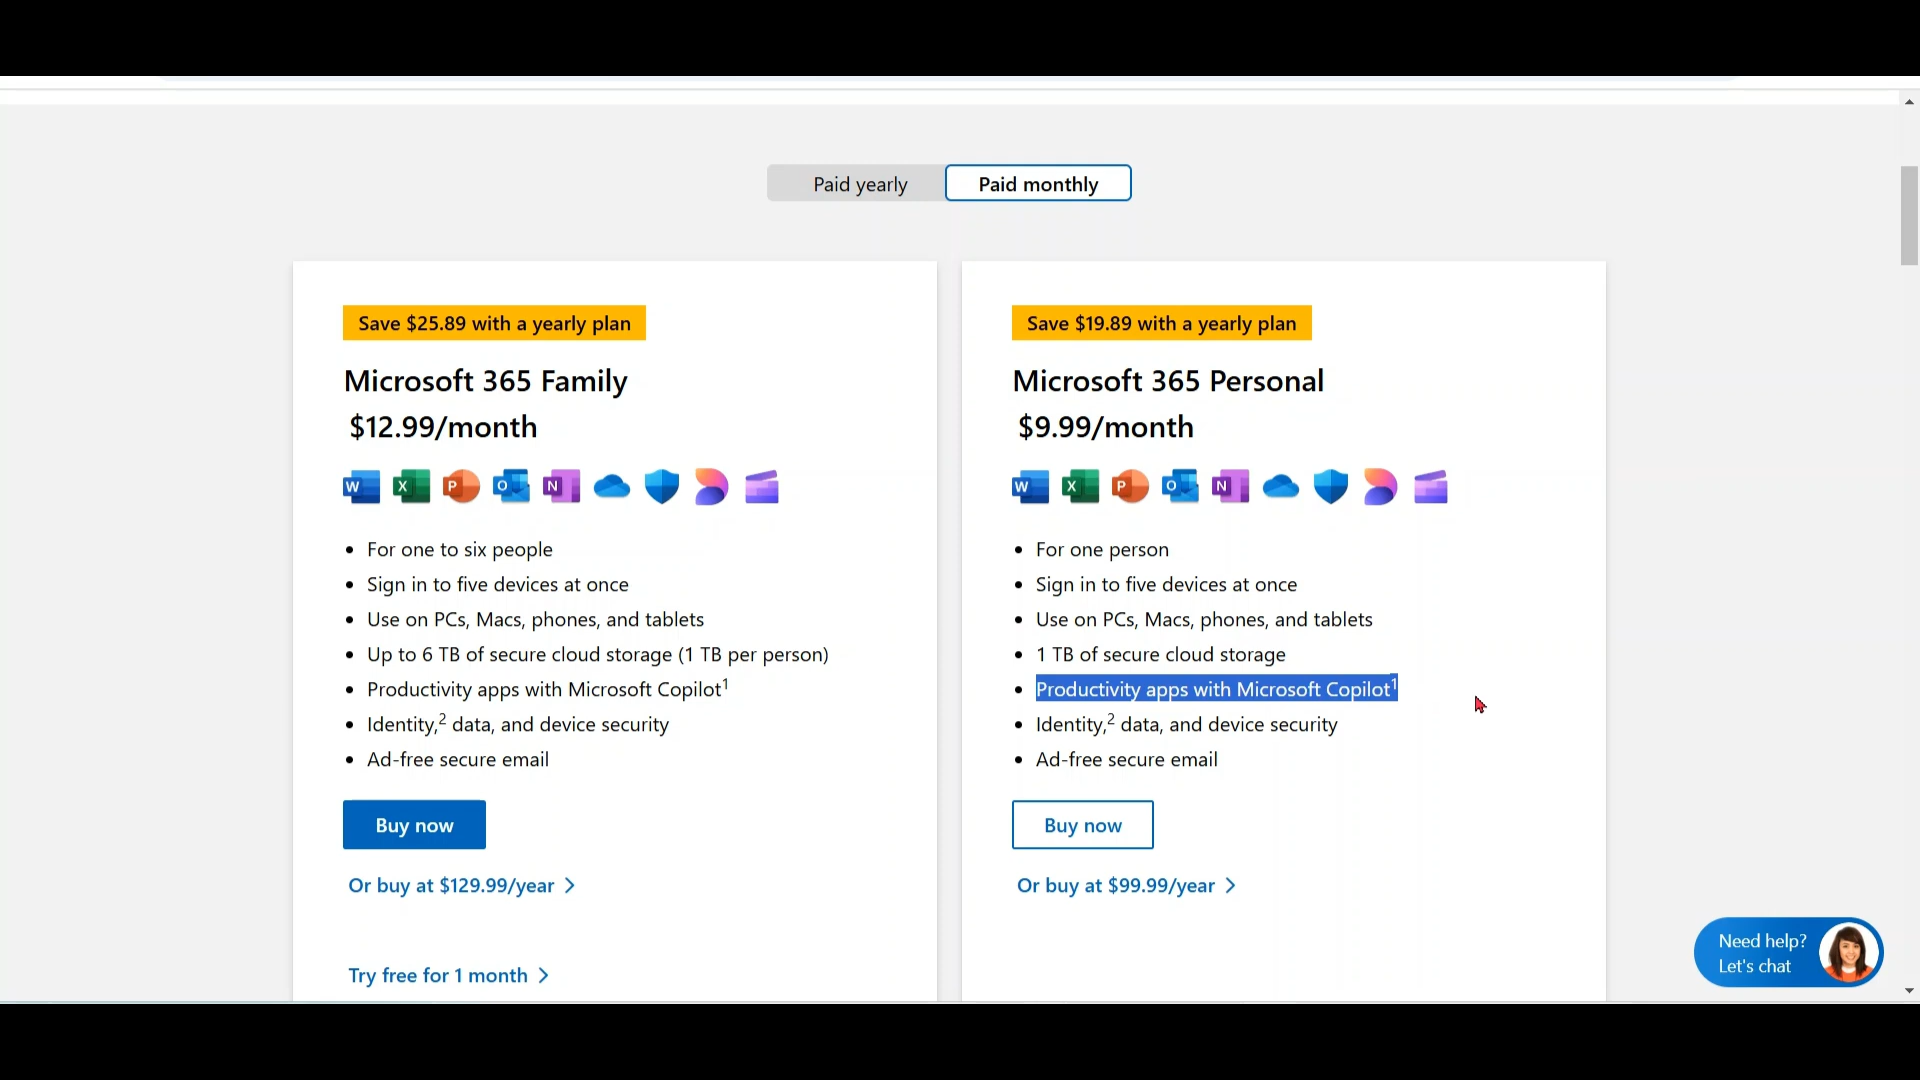 Paid yearly Paid monthly
Save $25.89 with a yearly plan
Microsoft 365 Family
$12.99/month
W X P O N
• For one to six people
• Sign in to five devices at once
• Use on PCs, Macs, phones, and tablets
• Up to 6 TB of secure cloud storage (1 TB per person)
• Productivity apps with Microsoft Copilot¹
• Identity,² data, and device security
• Ad-free secure email
Buy now
Or buy at $129.99/year
Try free for 1 month
Save $19.89 with a yearly plan
Microsoft 365 Personal
$9.99/month
W X P O N
• For one person
• Sign in to five devices at once
• Use on PCs, Macs, phones, and tablets
• 1 TB of secure cloud storage
• Productivity apps with Microsoft Copilot¹
• Identity,² data, and device security
• Ad-free secure email
Buy now
Or buy at $99.99/year
Need help?
Let's chat